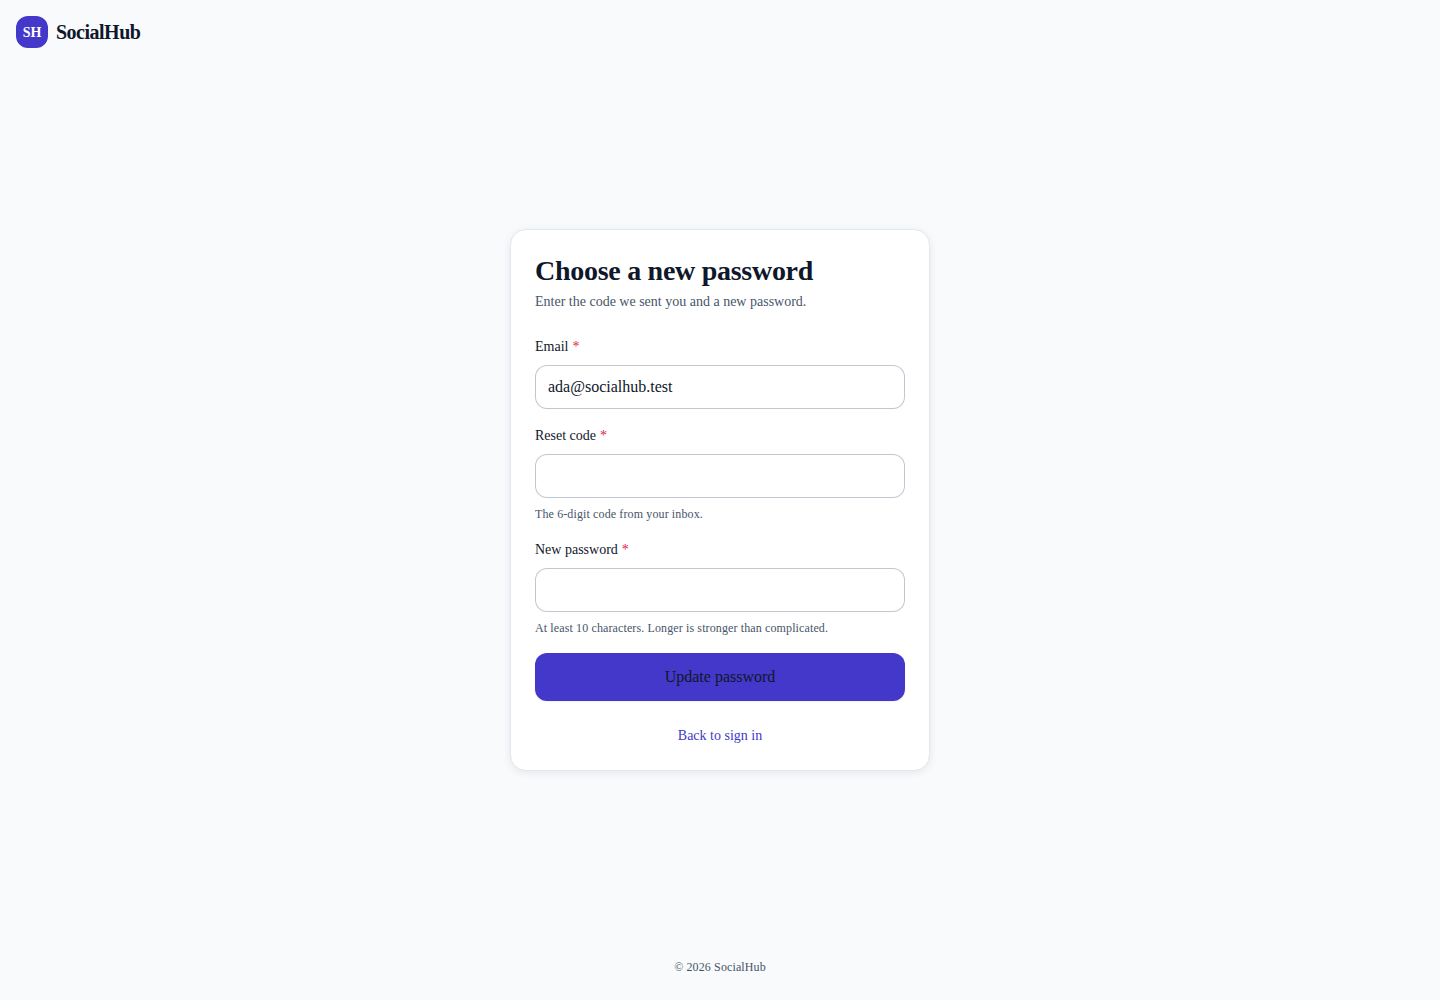 SH SocialHub
Choose a new password
Enter the code we sent you and a new password.
Email *
ada@socialhub.test
Reset code *
The 6-digit code from your inbox.
New password *
At least 10 characters. Longer is stronger than complicated.
Update password
Back to sign in
© 2026 SocialHub